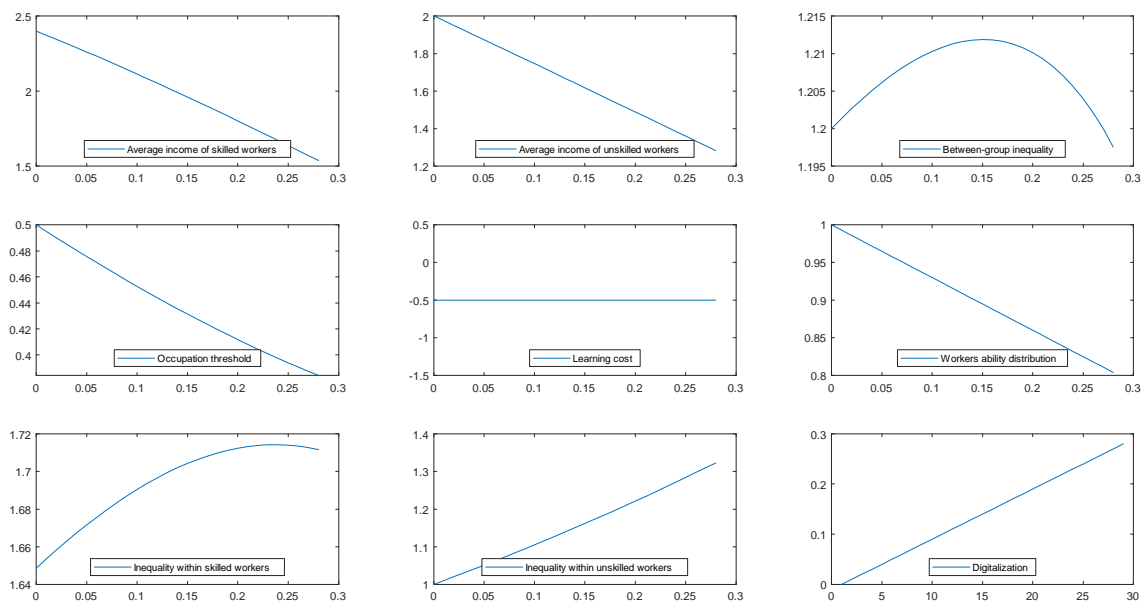 2.5
2
1.5
0 0.05 0.1 0.15 0.2 0.25 0.3
Average income of skilled workers
2
1.8
1.6
1.4
1.2
0 0.05 0.1 0.15 0.2 0.25 0.3
Average income of unskilled workers
1.215
1.21
1.205
1.2
1.195
0 0.05 0.1 0.15 0.2 0.25 0.3
Between-group inequality
0.5
0.48
0.46
0.44
0.42
0.4
0 0.05 0.1 0.15 0.2 0.25 0.3
Occupation threshold
0.5
0
-0.5
-1
-1.5
0 0.05 0.1 0.15 0.2 0.25 0.3
Learning cost
1
0.95
0.9
0.85
0.8
0 0.05 0.1 0.15 0.2 0.25 0.3
Workers ability distribution
1.72
1.7
1.68
1.66
1.64
0 0.05 0.1 0.15 0.2 0.25 0.3
Inequality within skilled workers
1.4
1.3
1.2
1.1
1
0 0.05 0.1 0.15 0.2 0.25 0.3
Inequality within unskilled workers
0.3
0.2
0.1
0
0 5 10 15 20 25 30
Digitalization